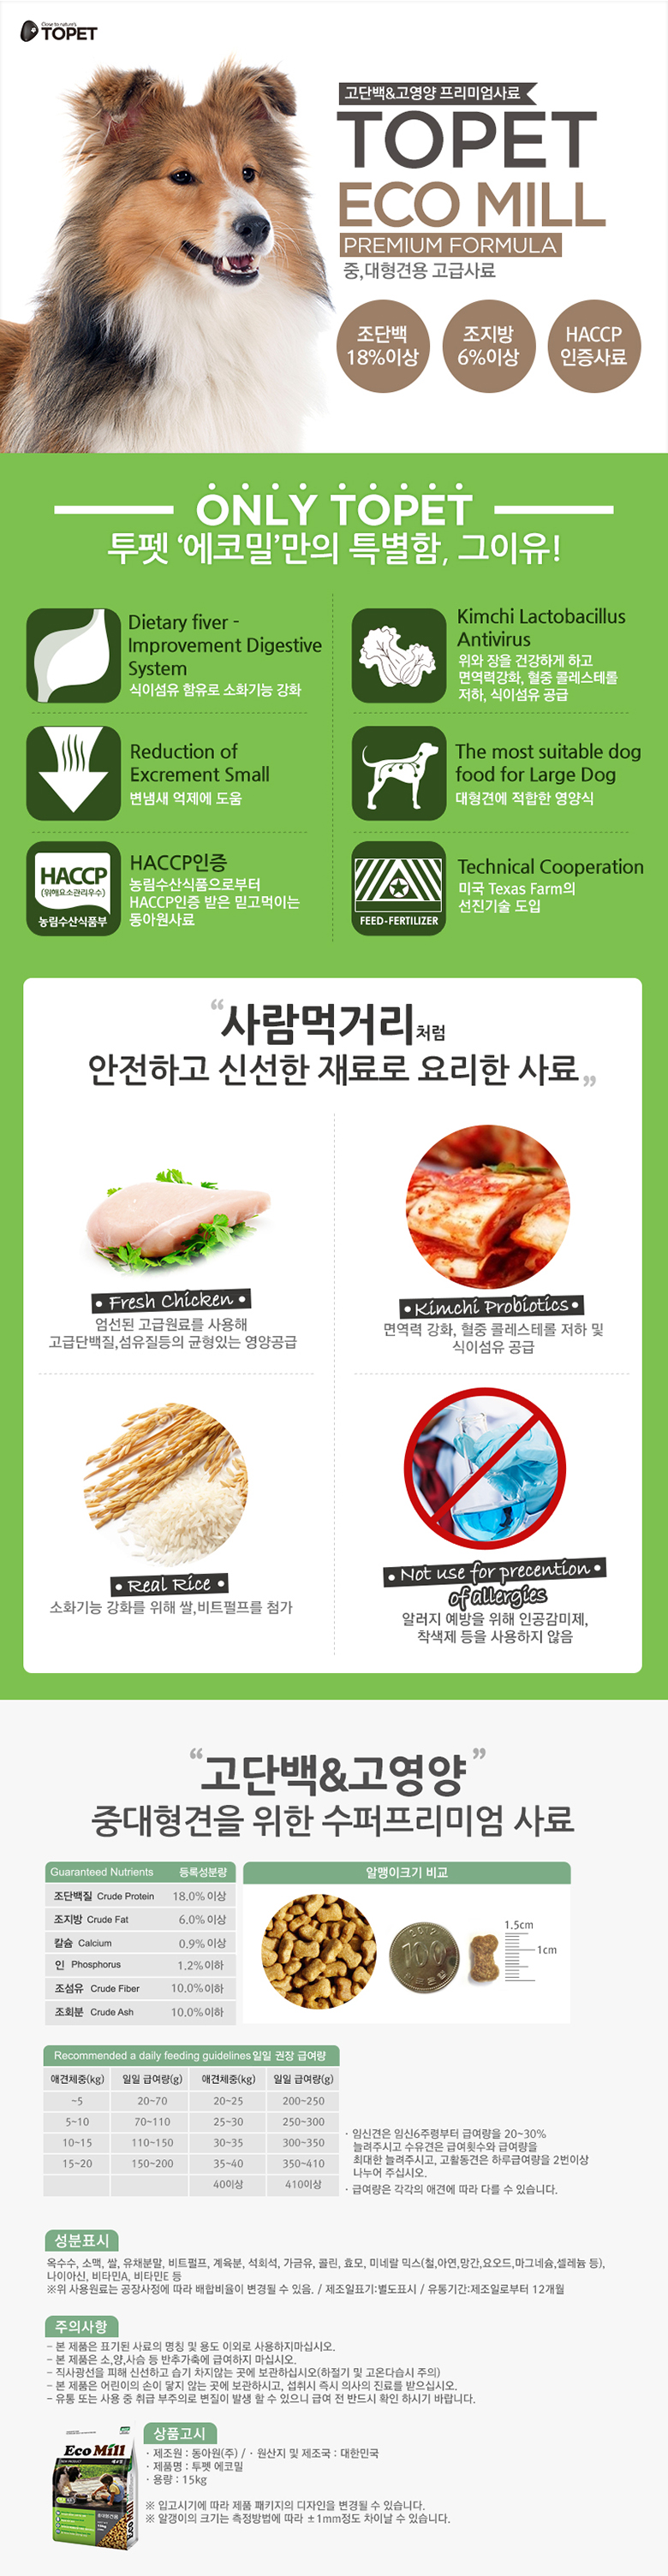 Close to nature's
TOPET
고단백&고영양 프리미엄사료
TOPET
ECO MILL
PREMIUM FORMULA
중,대형견용 고급사료
조단백
18%이상
조지방
6%이상
HACCP
인증사료
ONLY TOPET
투펫 ‘에코밀’만의 특별함, 그이유!
Dietary fiver -
Improvement Digestive
System
식이섬유 함유로 소화기능 강화
Kimchi Lactobacillus
Antivirus
위와 장을 건강하게 하고
면역력강화, 혈중 콜레스테롤
저하, 식이섬유 공급
Reduction of
Excrement Small
변냄새 억제에 도움
The most suitable dog
food for Large Dog
대형견에 적합한 영양식
HACCP
(위해요소관리우수)
농림수산식품부
HACCP인증
농림수산식품으로부터
HACCP인증 받은 믿고먹이는
동아원사료
FEED-FERTILIZER
Technical Cooperation
미국 Texas Farm의
선진기술 도입
“사람먹거리처럼
안전하고 신선한 재료로 요리한 사료”
• Fresh Chicken •
엄선된 고급원료를 사용해
고급단백질,섬유질등의 균형있는 영양공급
• Kimchi Probiotics •
면역력 강화, 혈중 콜레스테롤 저하 및
식이섬유 공급
• Real Rice •
소화기능 강화를 위해 쌀,비트펄프를 첨가
• Not use for precention •
of allergies
알러지 예방을 위해 인공감미제,
착색제 등을 사용하지 않음
“고단백&고영양”
중대형견을 위한 수퍼프리미엄 사료
Guaranteed Nutrients 등록성분량
조단백질 Crude Protein 18.0% 이상
조지방 Crude Fat 6.0% 이상
칼슘 Calcium 0.9% 이상
인 Phosphorus 1.2%이하
조섬유 Crude Fiber 10.0%이하
조회분 Crude Ash 10.0%이하
알맹이크기 비교
2012
100
한국은행
1.5cm
1cm
Recommended a daily feeding guidelines 일일 권장 급여량
애견체중(kg) 일일 급여량(g) 애견체중(kg) 일일 급여량(g)
~5 20~70 20~25 200~250
5~10 70~110 25~30 250~300
10~15 110~150 30~35 300~350
15~20 150~200 35~40 350~410
40이상 410이상
· 임신견은 임신6주령부터 급여량을 20~30%
늘려주시고 수유견은 급여횟수와 급여량을
최대한 늘려주시고, 고활동견은 하루급여량을 2번이상
나누어 주십시오.
· 급여량은 각각의 애견에 따라 다를 수 있습니다.
성분표시
옥수수, 소맥, 쌀, 유채분말, 비트펄프, 계육분, 석회석, 가금유, 콜린, 효모, 미네랄 믹스(철,아연,망간,요오드,마그네슘,셀레늄 등),
나이아신, 비타민A, 비타민E 등
※위 사용원료는 공장사정에 따라 배합비율이 변경될 수 있음. / 제조일표기:별도표시 / 유통기간:제조일로부터 12개월
주의사항
- 본 제품은 표기된 사료의 명칭 및 용도 이외로 사용하지마십시오.
- 본 제품은 소,양,사슴 등 반추가축에 급여하지 마십시오.
- 직사광선을 피해 신선하고 습기 차지않는 곳에 보관하십시오(하절기 및 고온다습시 주의)
- 본 제품은 어린이의 손이 닿지 않는 곳에 보관하시고, 섭취시 즉시 의사의 진료를 받으십시오.
- 유통 또는 사용 중 취급 부주의로 변질이 발생 할 수 있으니 급여 전 반드시 확인 하시기 바랍니다.
Eco Mill
상품고시
· 제조원 : 동아원(주) / · 원산지 및 제조국 : 대한민국
· 제품명 : 투펫 에코밀
· 용량 : 15kg
※ 입고시기에 따라 제품 패키지의 디자인을 변경될 수 있습니다.
※ 알갱이의 크기는 측정방법에 따라 ±1mm정도 차이날 수 있습니다.